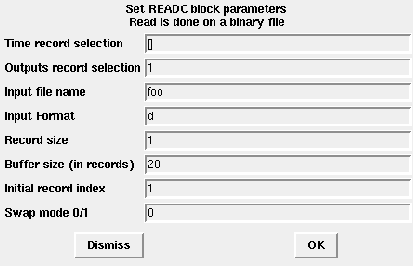 Set READC block parameters
Read is done on a binary file
Time record selection []
Outputs record selection 1
Input file name foo
Input Format d
Record size 1
Buffer size (in records) 20
Initial record index 1
Swap mode 0/1 0
Dismiss OK